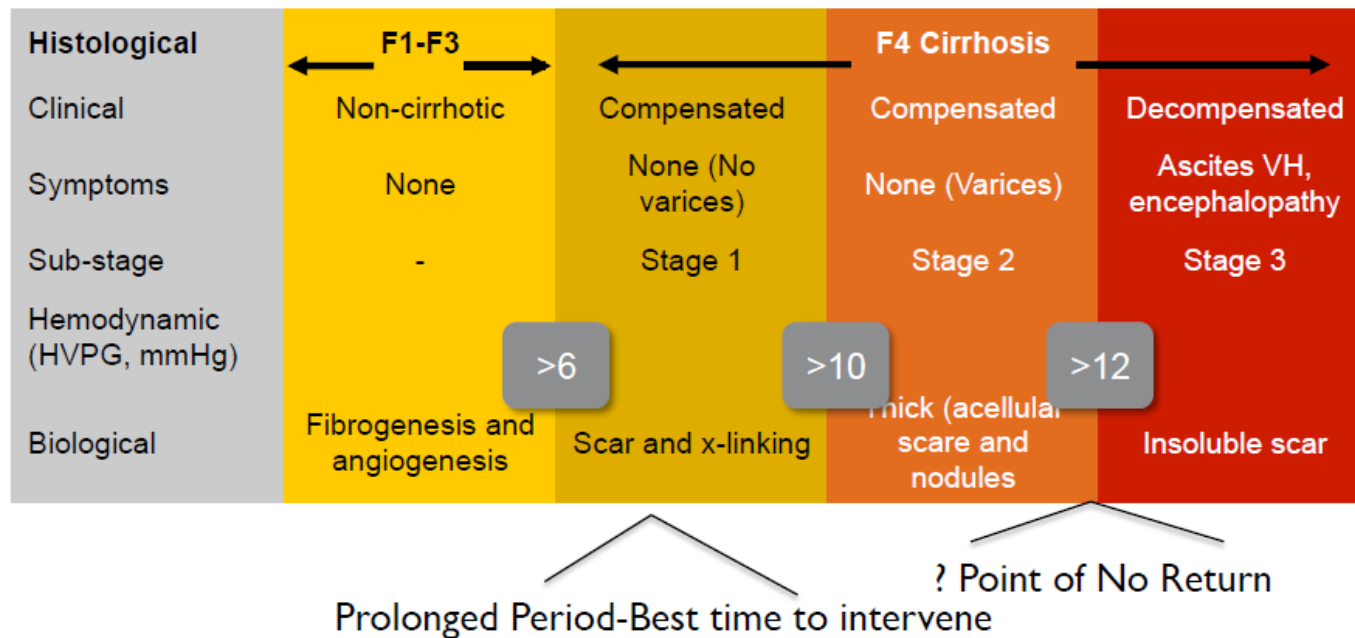 Histological
F1-F3
F4 Cirrhosis
Clinical
Non-cirrhotic
Compensated
Compensated
Decompensated
Symptoms
None
None (No
varices)
None (Varices)
Ascites VH,
encephalopathy
Sub-stage
-
Stage 1
Stage 2
Stage 3
Hemodynamic
(HVPG, mmHg)
>6
>10
>12
Biological
Fibrogenesis and
angiogenesis
Scar and x-linking
Thick (acellular
scare and
nodules
Insoluble scar
? Point of No Return
Prolonged Period-Best time to intervene